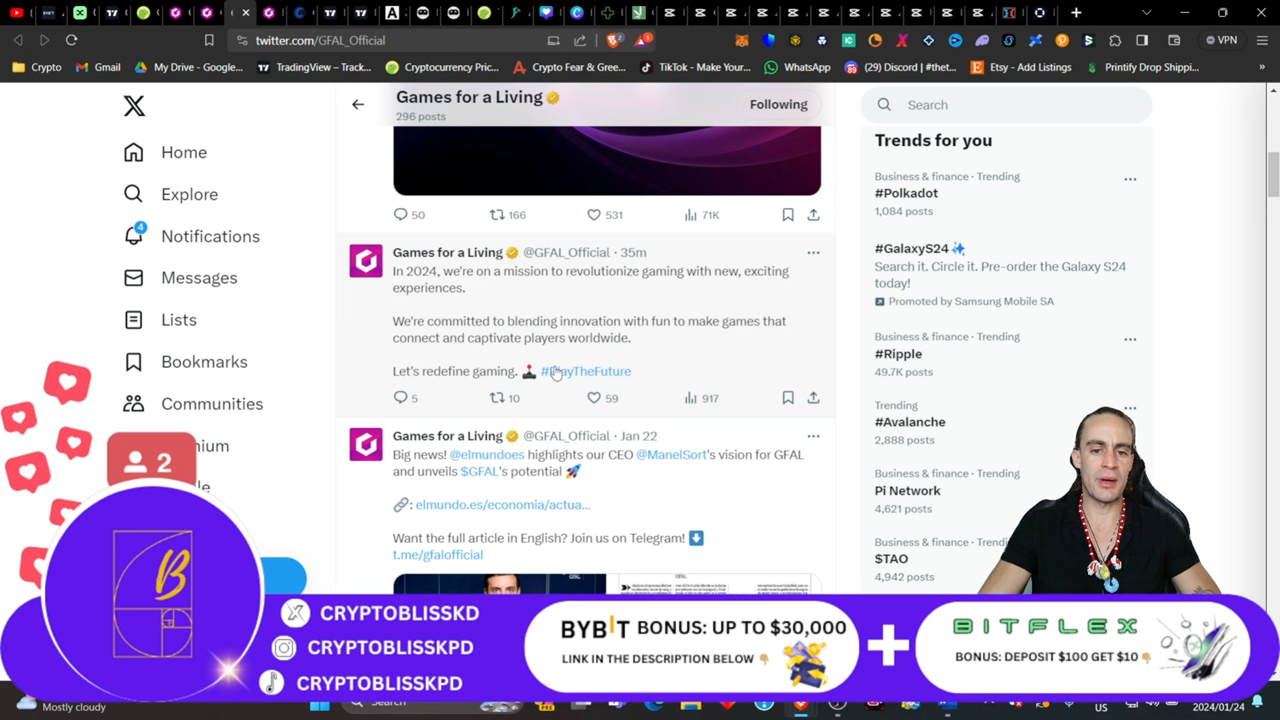 twitter.com/GFAL_Official
VPN
Crypto
Gmail
My Drive - Google...
TradingView – Track...
Cryptocurrency Pric...
Crypto Fear & Gree...
TikTok - Make Your...
WhatsApp
(29) Discord | #thet...
Etsy - Add Listings
Printify Drop Shippi...
Home
Explore
4
Notifications
Messages
Lists
Bookmarks
Communities
Games for a Living
296 posts
Following
50 166 531 71K
Games for a Living @GFAL_Official · 35m
In 2024, we're on a mission to revolutionize gaming with new, exciting
experiences.
We're committed to blending innovation with fun to make games that
connect and captivate players worldwide.
Let's redefine gaming. #PlayTheFuture
5 10 59 917
Games for a Living @GFAL_Official · Jan 22
Big news! @elmundoes highlights our CEO @ManelSort's vision for GFAL
and unveils $GFAL's potential 🚀
🔗: elmundo.es/economia/actua...
Want the full article in English? Join us on Telegram! ⬇️
t.me/gfalofficial
Search
Trends for you
Business & finance · Trending
#Polkadot
1,084 posts
#GalaxyS24
Search it. Circle it. Pre-order the Galaxy S24
today!
Promoted by Samsung Mobile SA
Business & finance · Trending
#Ripple
49.7K posts
Trending
#Avalanche
2,888 posts
Business & finance · Trending
Pi Network
4,621 posts
Business & finance ·
$TAO
4,942 posts
2
B
CRYPTOBLISSKD
CRYPTOBLISSKPD
CRYPTOBLISSKPD
BYBIT BONUS: UP TO $30,000
LINK IN THE DESCRIPTION BELOW
+
BITFLEX
BONUS: DEPOSIT $100 GET $10
Mostly cloudy
Search
US
2024/01/24